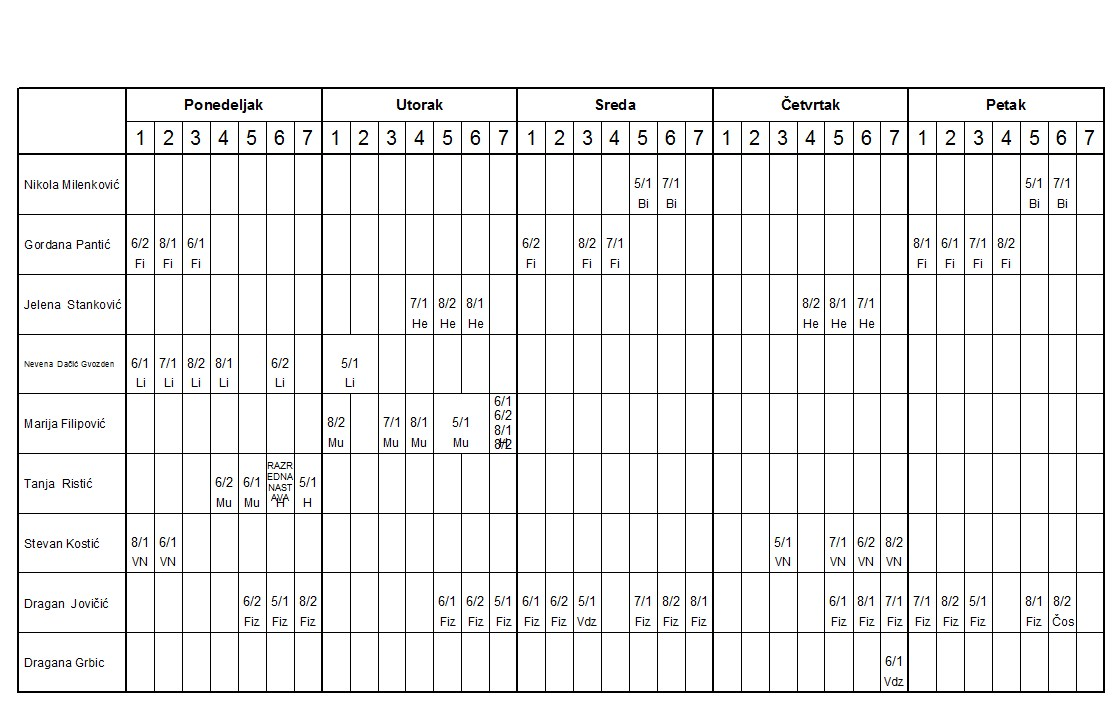 Ponedeljak Utorak Sreda Četvrtak Petak
1 2 3 4 5 6 7 1 2 3 4 5 6 7 1 2 3 4 5 6 7 1 2 3 4 5 6 7 1 2 3 4 5 6 7
Nikola Milenković 5/1 7/1 5/1 7/1
Bi Bi Bi Bi
Gordana Pantić 6/2 8/1 6/1 6/2 8/2 7/1 8/1 6/1 7/1 8/2
Fi Fi Fi Fi Fi Fi Fi Fi Fi Fi
Jelena Stanković 7/1 8/2 8/1 8/2 8/1 7/1
He He He He He He
Nevena Dačić Gvozden 6/1 7/1 8/2 8/1 6/2 5/1
Li Li Li Li Li Li
6/1
6/2
Marija Filipović 8/2 7/1 8/1 5/1 8/1
Mu Mu Mu Mu 8/2 H
RAZR
EDNA
NAST
AVA
Tanja Ristić 6/2 6/1 5/1
Mu Mu H H
Stevan Kostić 8/1 6/1 5/1 7/1 6/2 8/2
VN VN VN VN VN VN
Dragan Jovičić 6/2 5/1 8/2 6/1 6/2 5/1 6/1 6/2 5/1 7/1 8/2 8/1 6/1 8/1 7/1 7/1 8/2 5/1 8/1 8/2
Fiz Fiz Fiz Fiz Fiz Fiz Fiz Fiz Vdz Fiz Fiz Fiz Fiz Fiz Fiz Fiz Fiz Fiz Fiz Čos
Dragana Grbic 6/1
Vdz